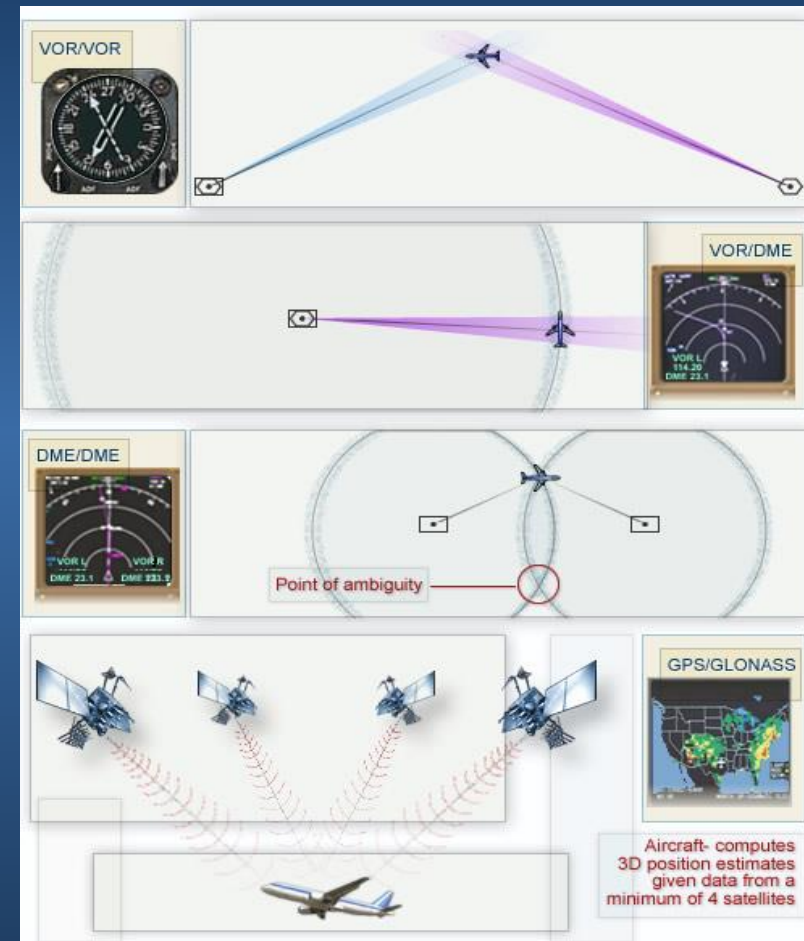 VOR/VOR
VOR/DME
VOR L
114.20
DME 23.1
DME/DME
VOR L VOR R
DME 23.1
Point of ambiguity
GPS/GLONASS
Aircraft- computes
3D position estimates
given data from a
minimum of 4 satellites